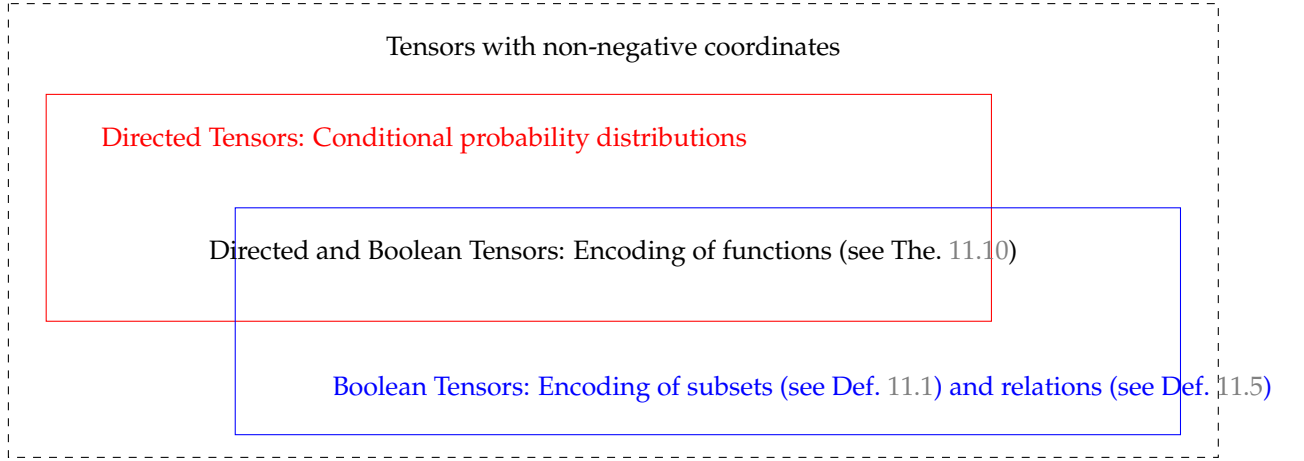 Tensors with non-negative coordinates
Directed Tensors: Conditional probability distributions
Directed and Boolean Tensors: Encoding of functions (see The. 11.10)
Boolean Tensors: Encoding of subsets (see Def. 11.1) and relations (see Def. 11.5)